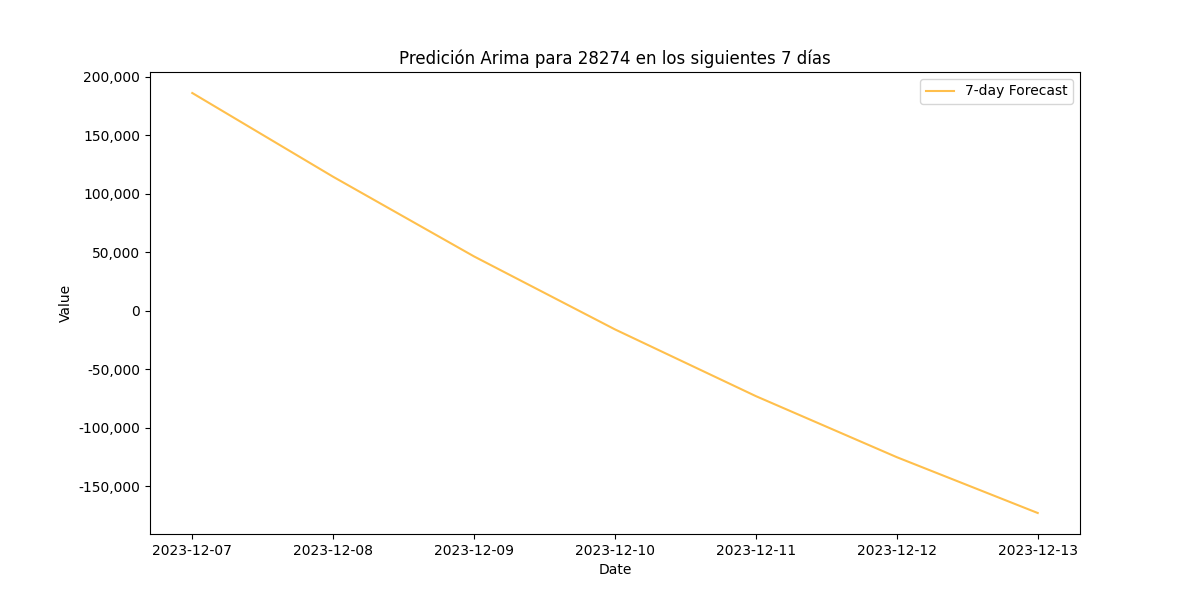 Predición Arima para 28274 en los siguientes 7 días
7-day Forecast
200,000
150,000
100,000
50,000
0
-50,000
-100,000
-150,000
Value
2023-12-07 2023-12-08 2023-12-09 2023-12-10 2023-12-11 2023-12-12 2023-12-13
Date